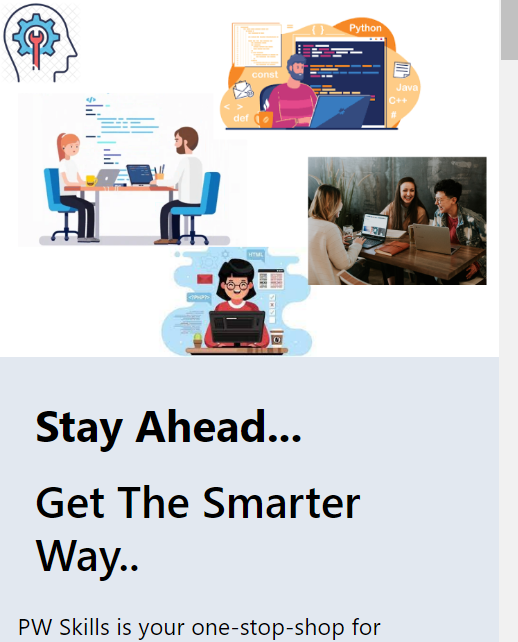 Python
{ }
=
const
Java
< >
C++
def
#
</>
HTML
Stay Ahead...
Get The Smarter
Way..
PW Skills is your one-stop-shop for